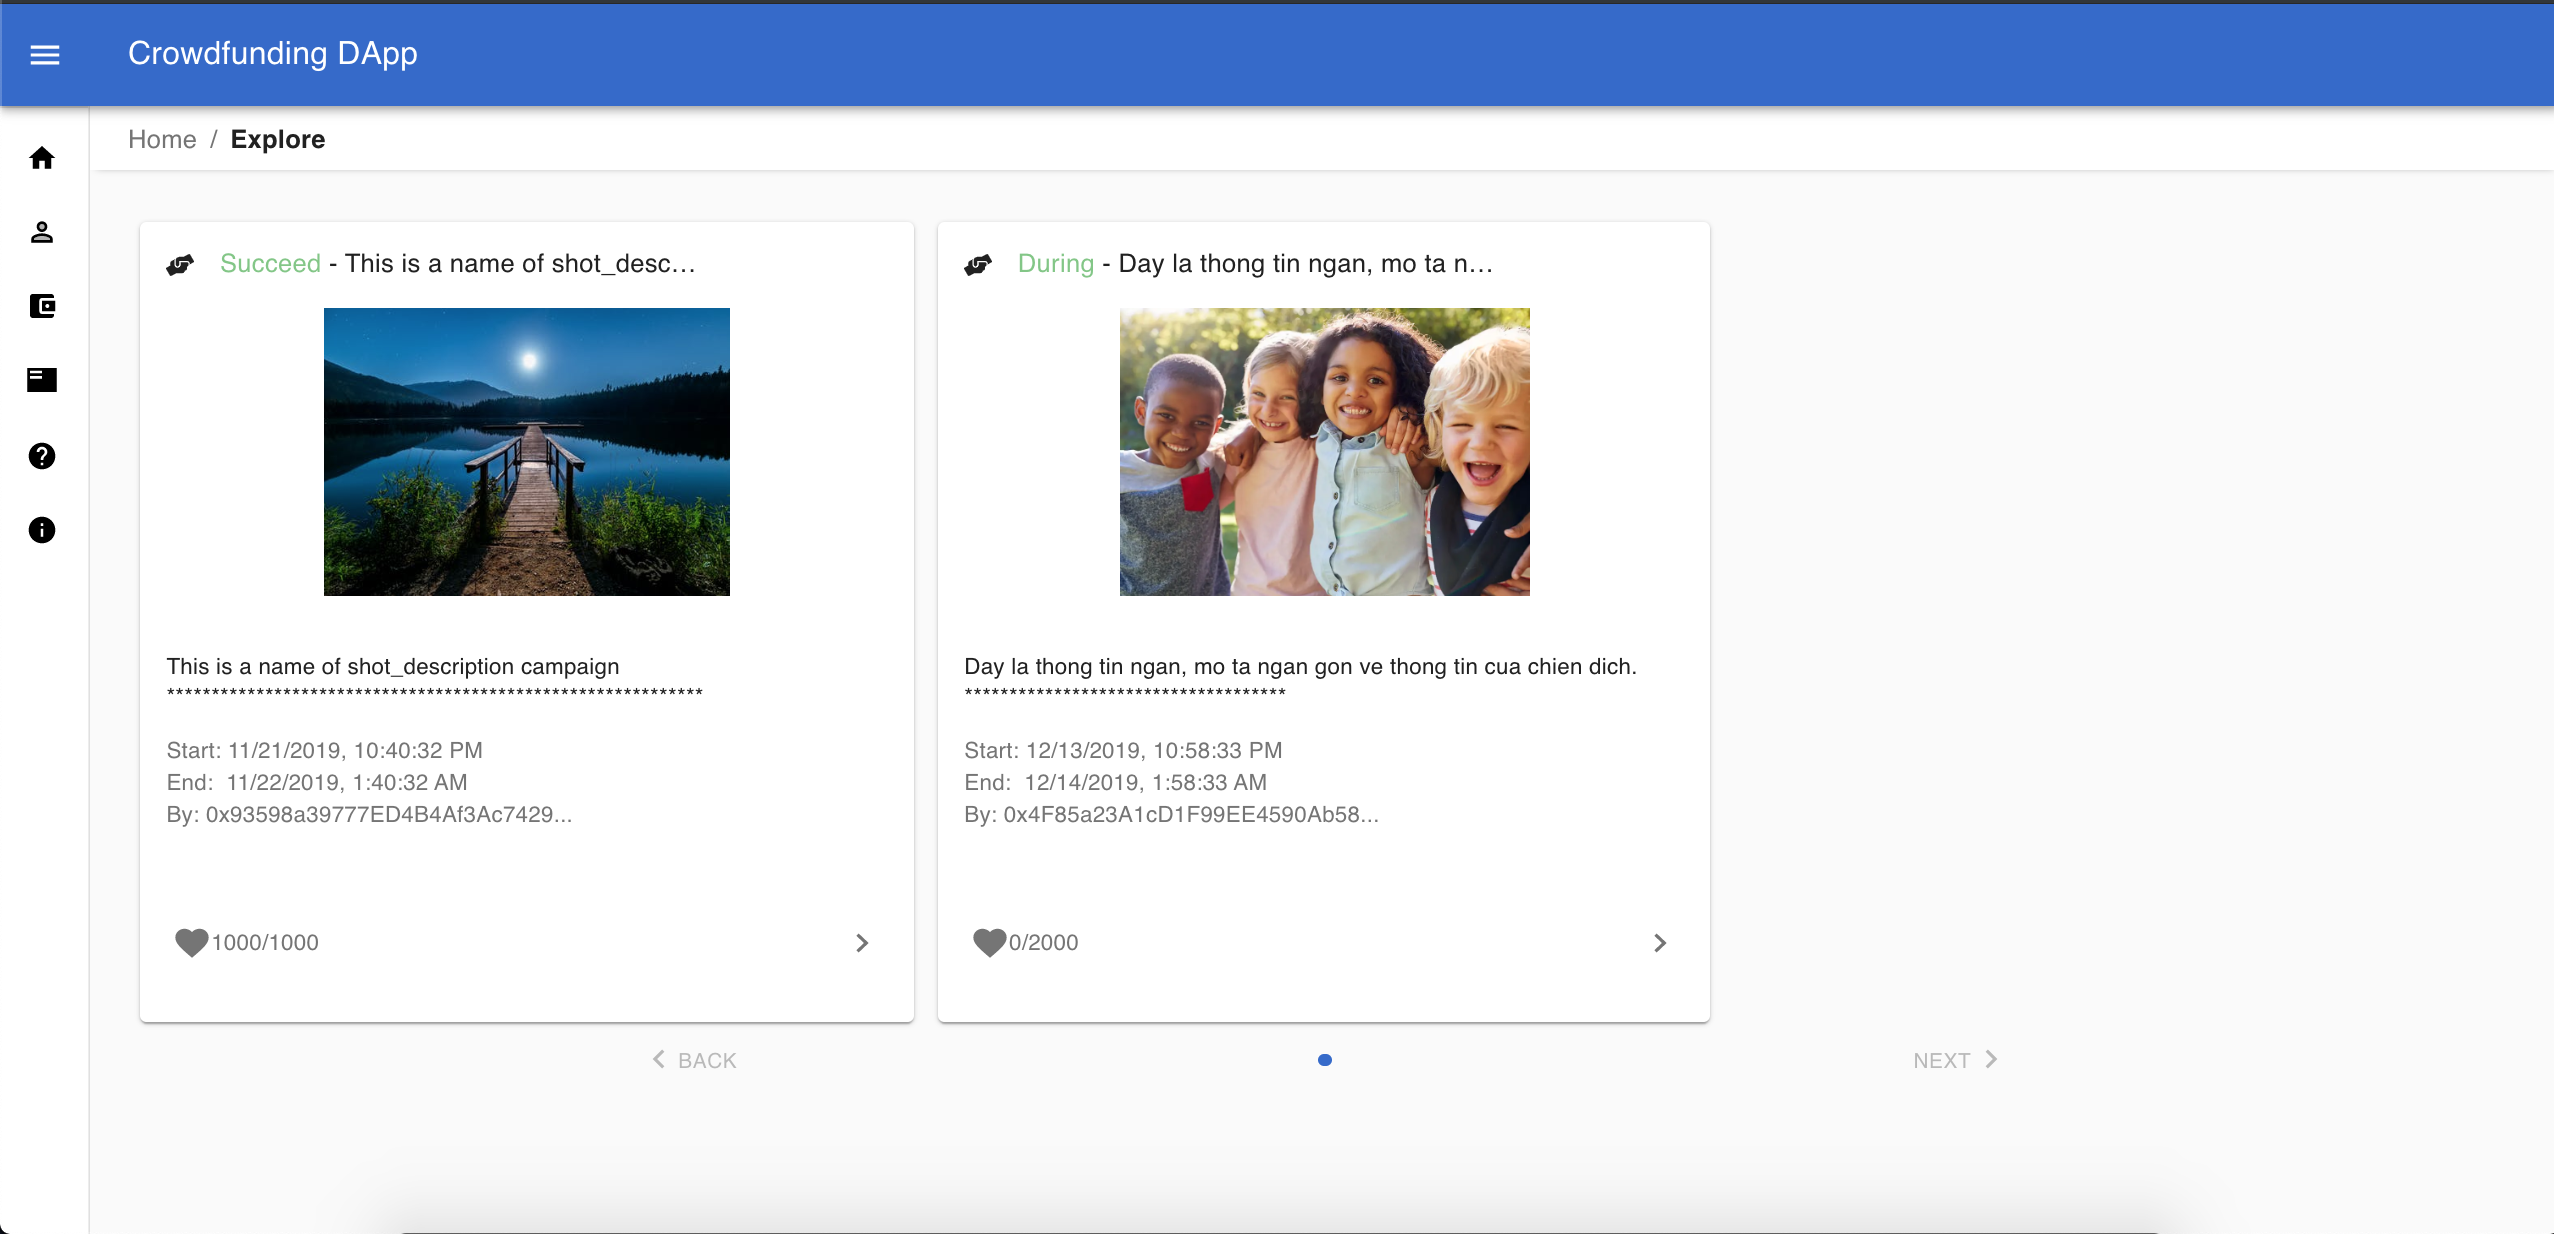 Crowdfunding DApp
Home / Explore
Succeed - This is a name of shot_desc...
This is a name of shot_description campaign
************************************************************
Start: 11/21/2019, 10:40:32 PM
End: 11/22/2019, 1:40:32 AM
By: 0x93598a39777ED4B4Af3Ac7429...
1000/1000
During - Day la thong tin ngan, mo ta n...
Day la thong tin ngan, mo ta ngan gon ve thong tin cua chien dich.
************************************
Start: 12/13/2019, 10:58:33 PM
End: 12/14/2019, 1:58:33 AM
By: 0x4F85a23A1cD1F99EE4590Ab58...
0/2000
BACK
NEXT